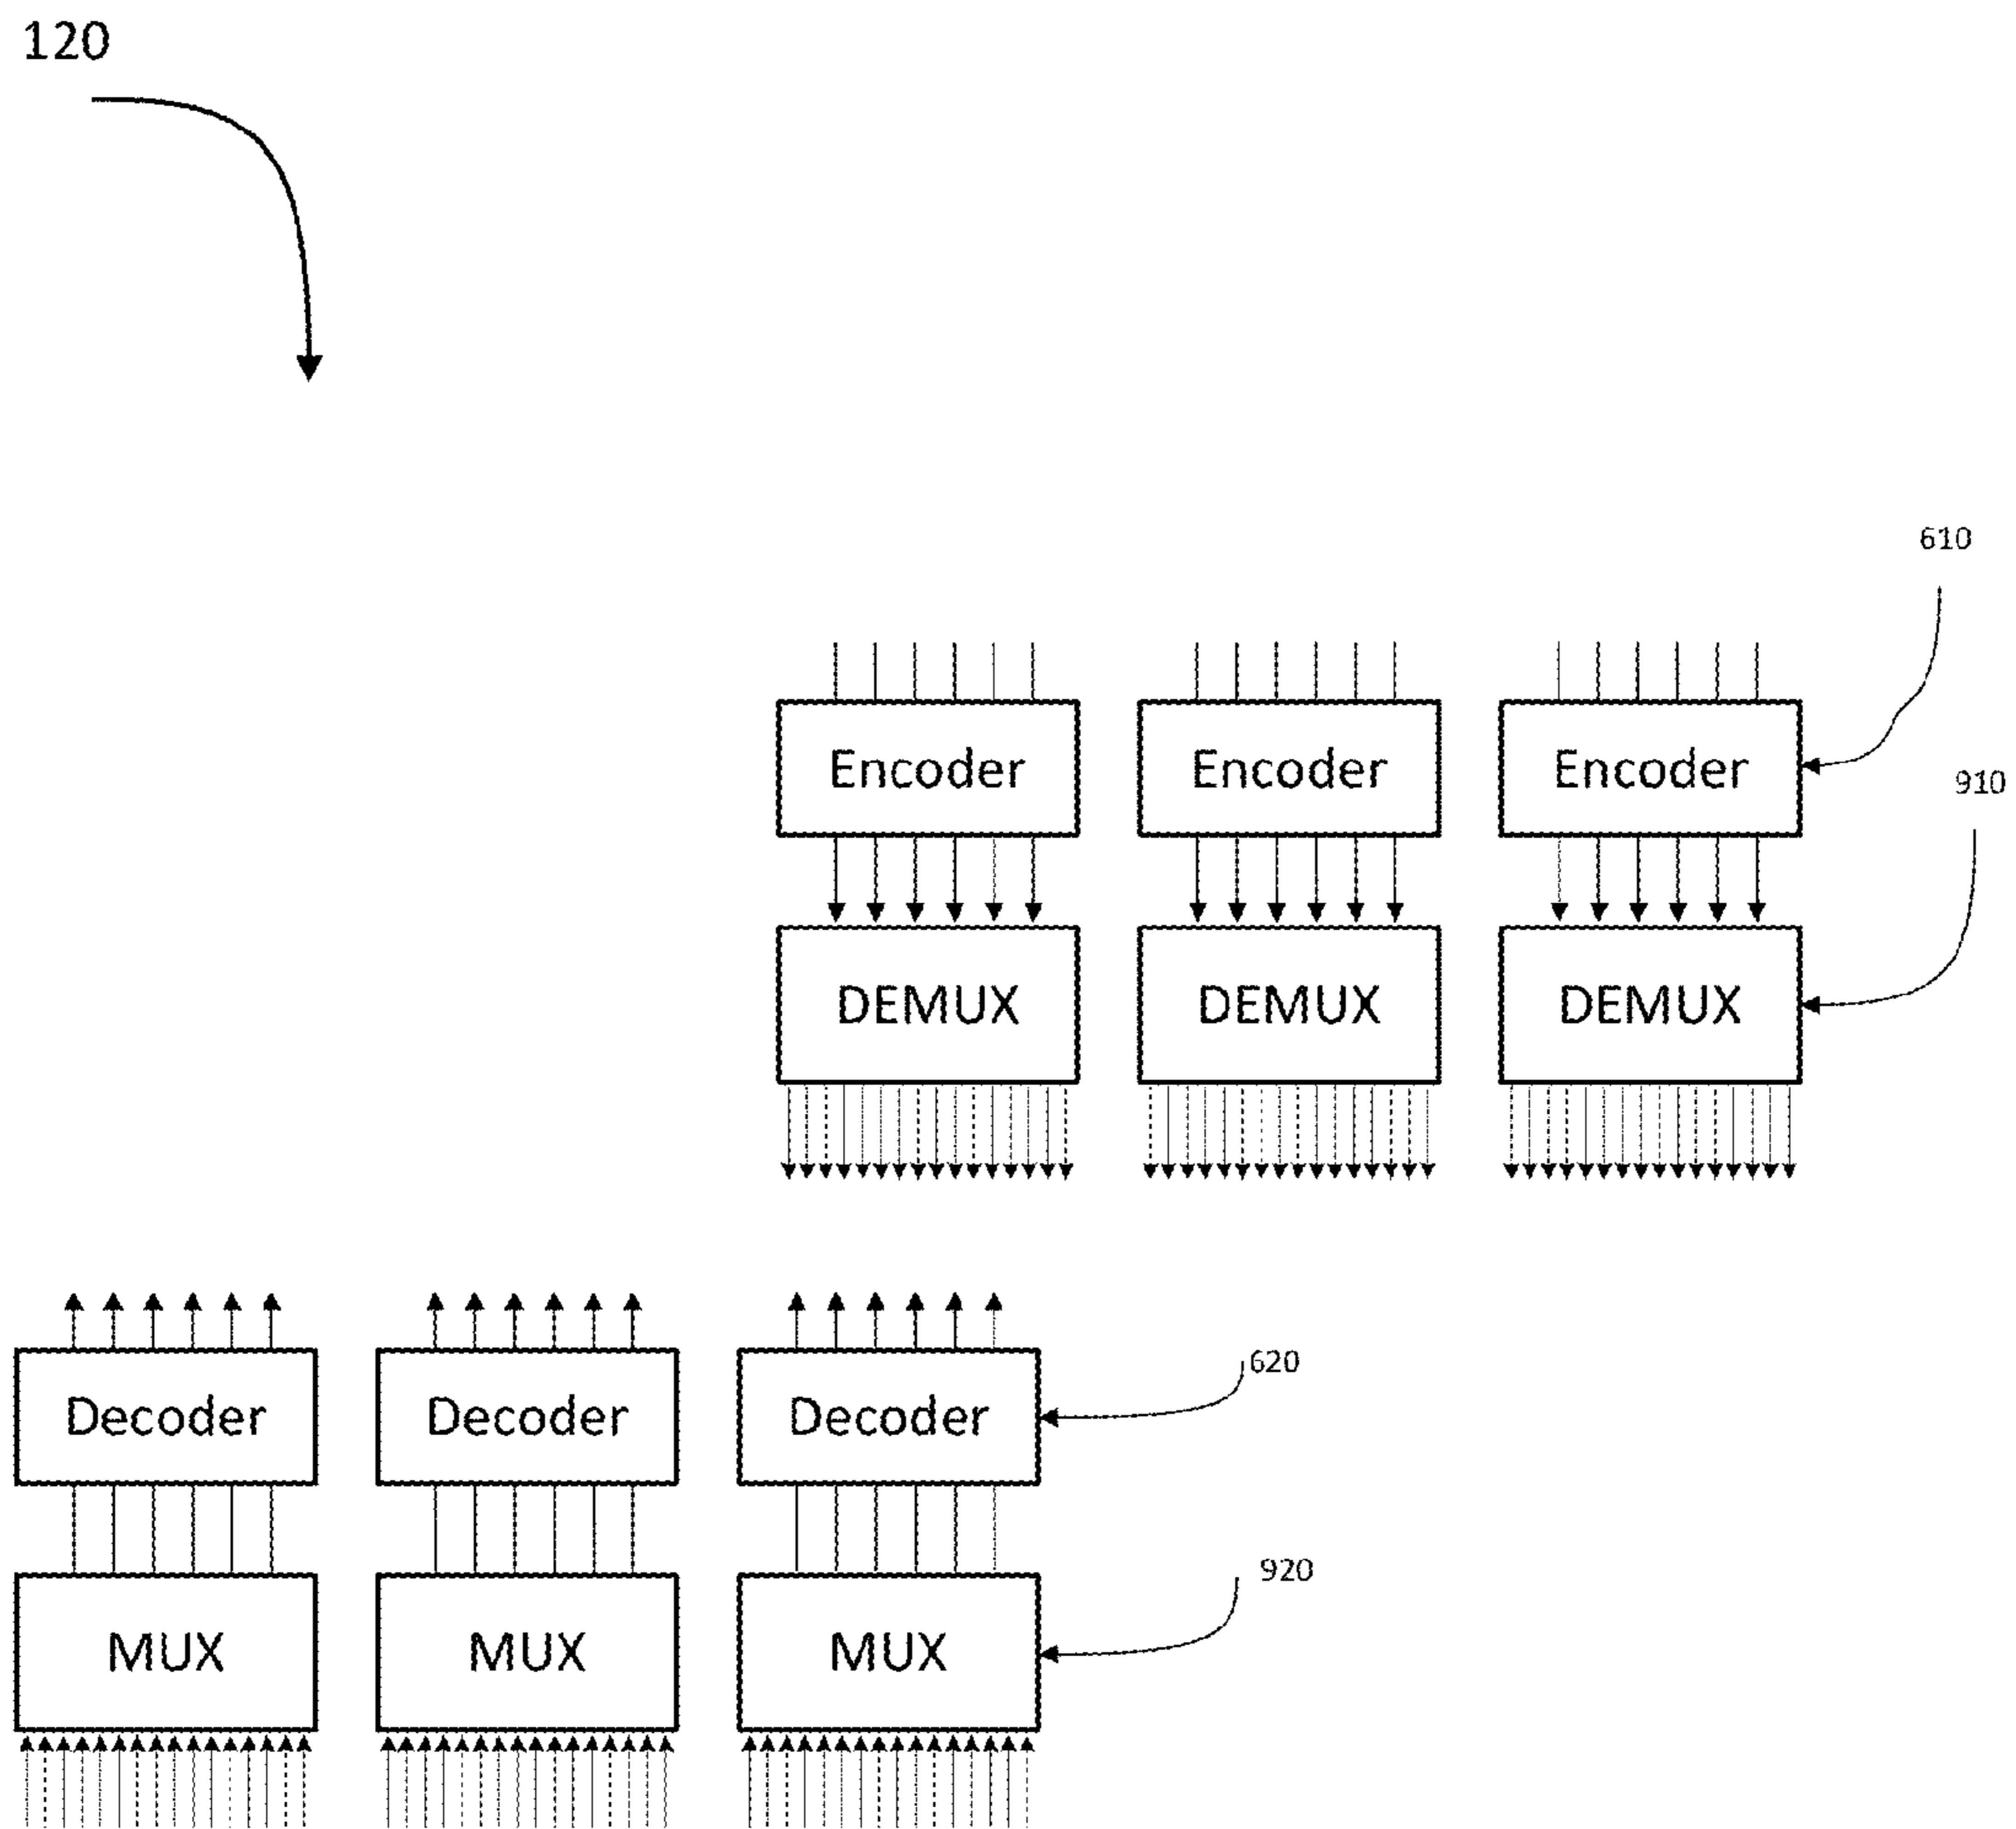 120
610
Encoder Encoder Encoder
910
DEMUX DEMUX DEMUX
620
Decoder Decoder Decoder
920
MUX MUX MUX